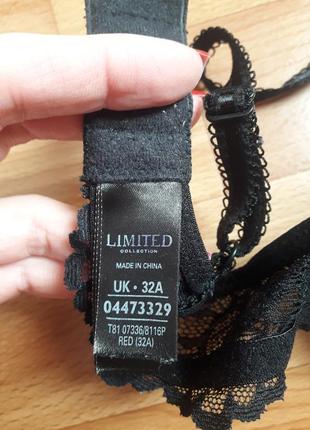 LIMITED
COLLECTION
MADE IN CHINA
UK · 32A
04473329
T81 07336/8116P
RED (32A)